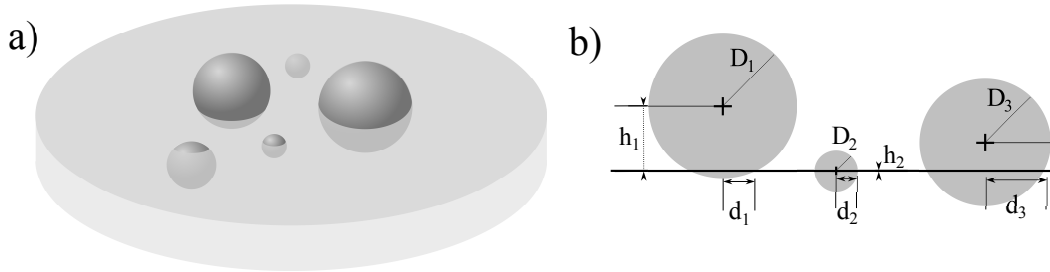 a)
b)
D₁
D₃
h₁
D₂
h₂
d₁
d₂
d₃